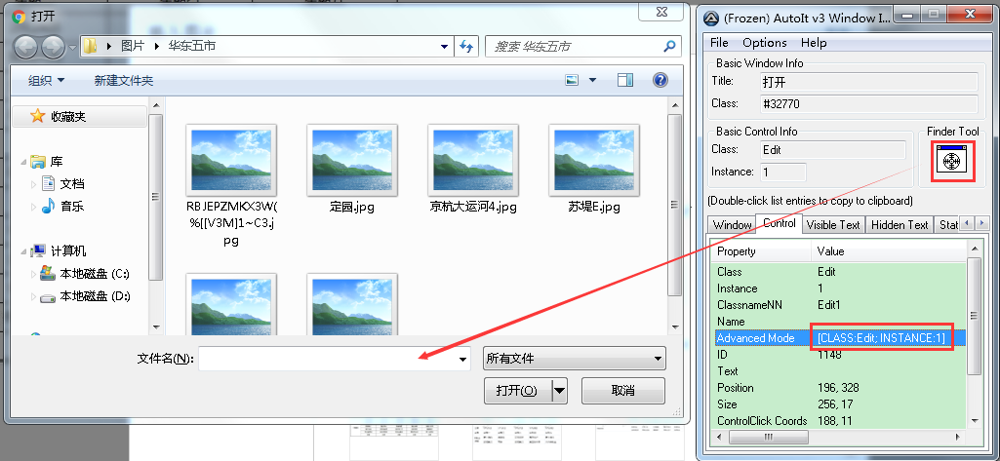 打开
图片
华东五市
搜索 华东五市
组织
新建文件夹
收藏夹
库
文档
音乐
计算机
本地磁盘 (C:)
本地磁盘 (D:)
RBJEPZMKX3W(
%[[V3M]1~C3.j
pg
定园.jpg
京杭大运河4.jpg
苏堤E.jpg
文件名(N):
所有文件
打开(O)
取消
(Frozen) AutoIt v3 Window I...
File Options Help
Basic Window Info
Title: 打开
Class: #32770
Basic Control Info
Class: Edit
Instance: 1
Finder Tool
(Double-click list entries to copy to clipboard)
Window Control Visible Text Hidden Text Stat
Property Value
Class Edit
Instance 1
ClassnameNN Edit1
Name
Advanced Mode [CLASS:Edit; INSTANCE:1]
ID 1148
Text
Position 196, 328
Size 256, 17
ControlClick Coords 188, 11